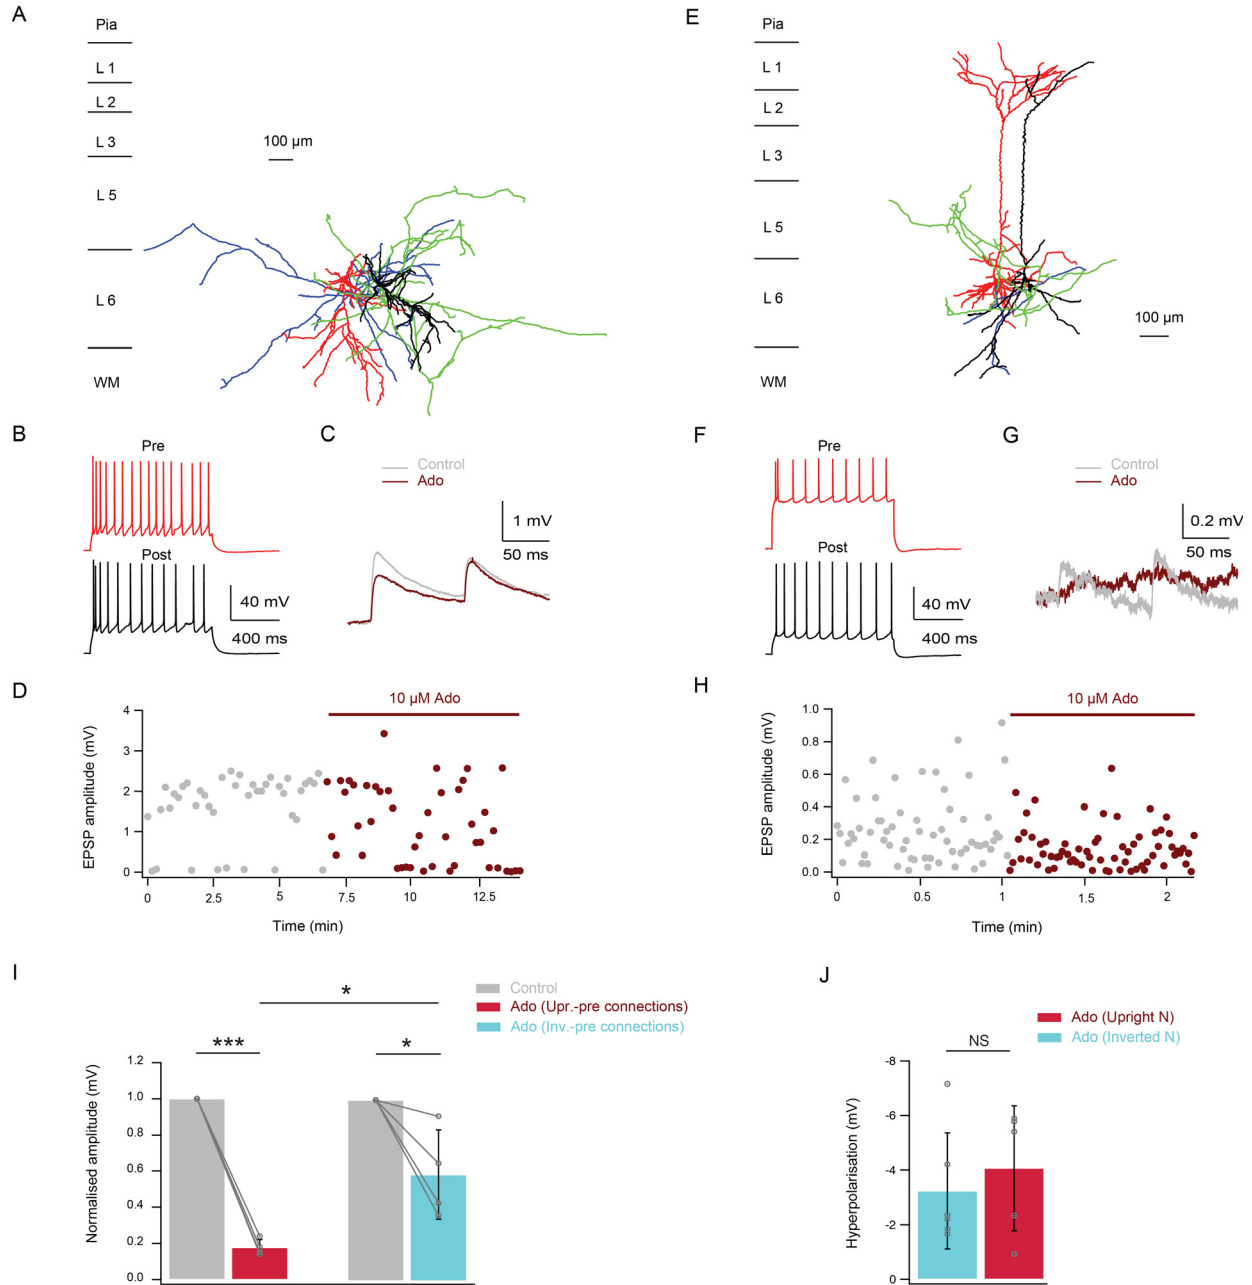 A
Pia
L 1
L 2
L 3
L 5
L 6
WM
100 µm
E
Pia
L 1
L 2
L 3
L 5
L 6
WM
100 µm
B
Pre
Post
40 mV
400 ms
C
Control
Ado
1 mV
50 ms
F
Pre
Post
40 mV
400 ms
G
Control
Ado
0.2 mV
50 ms
D
10 µM Ado
EPSP amplitude (mV)
4
3
2
1
0
0
2.5
5
7.5
10
12.5
Time (min)
H
10 µM Ado
EPSP amplitude (mV)
1.0
0.8
0.6
0.4
0.2
0.0
0
0.5
1
1.5
2
Time (min)
I
Control
Ado (Upr.-pre connections)
Ado (Inv.-pre connections)
*
***
*
Normalised amplitude (mV)
1.2
1.0
0.8
0.6
0.4
0.2
0.0
J
Ado (Upright N)
Ado (Inverted N)
NS
Hyperpolarisation (mV)
-8
-6
-4
-2
0